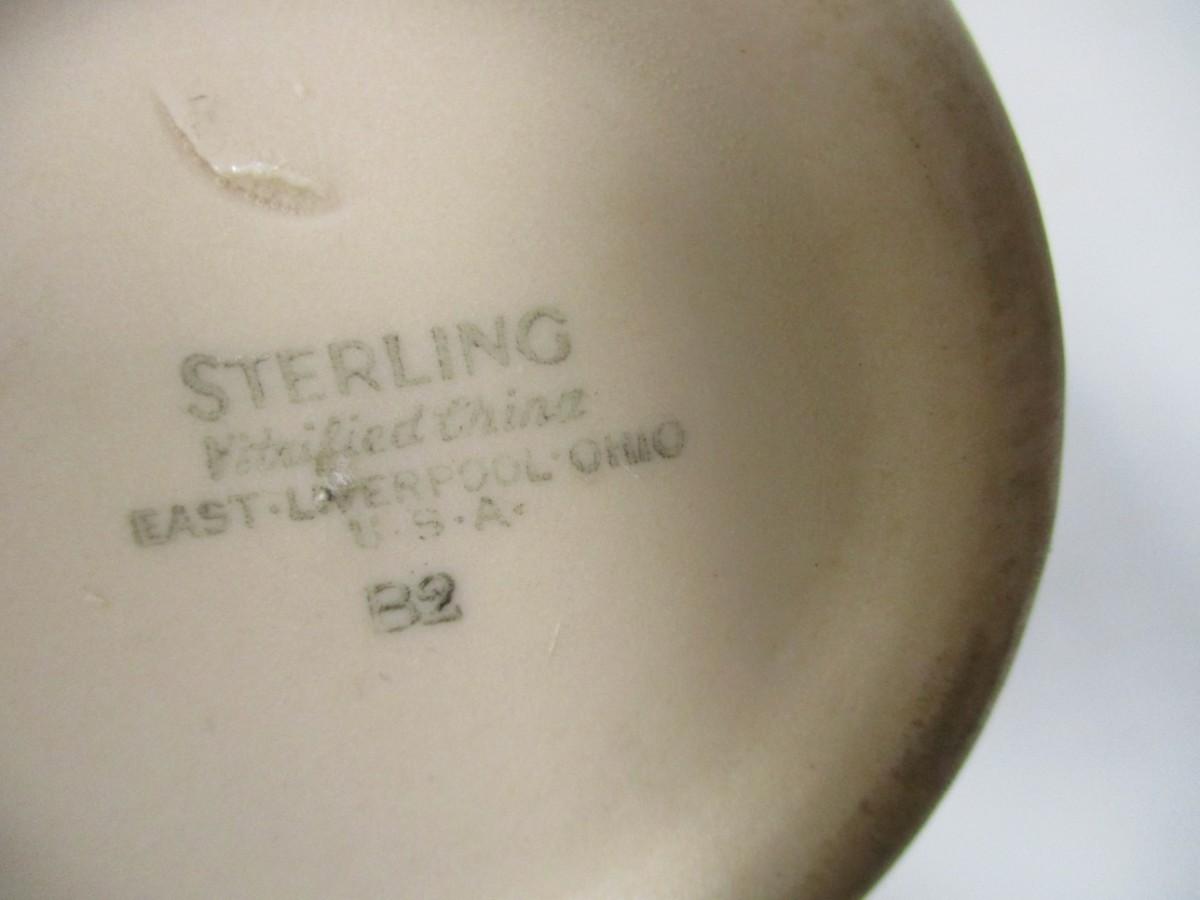 STERLING
Vitrified China
EAST·LIVERPOOL·OHIO
U·S·A·
B2